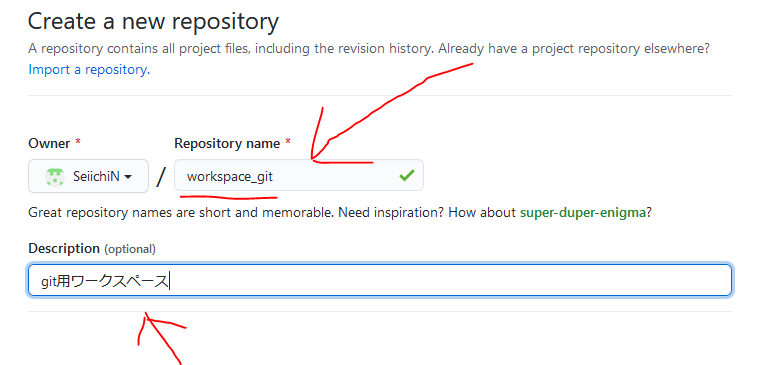 Create a new repository
A repository contains all project files, including the revision history. Already have a project repository elsewhere?
Import a repository.
Owner * Repository name *
SeiichiN / workspace_git
Great repository names are short and memorable. Need inspiration? How about super-duper-enigma?
Description (optional)
git用ワークスペース